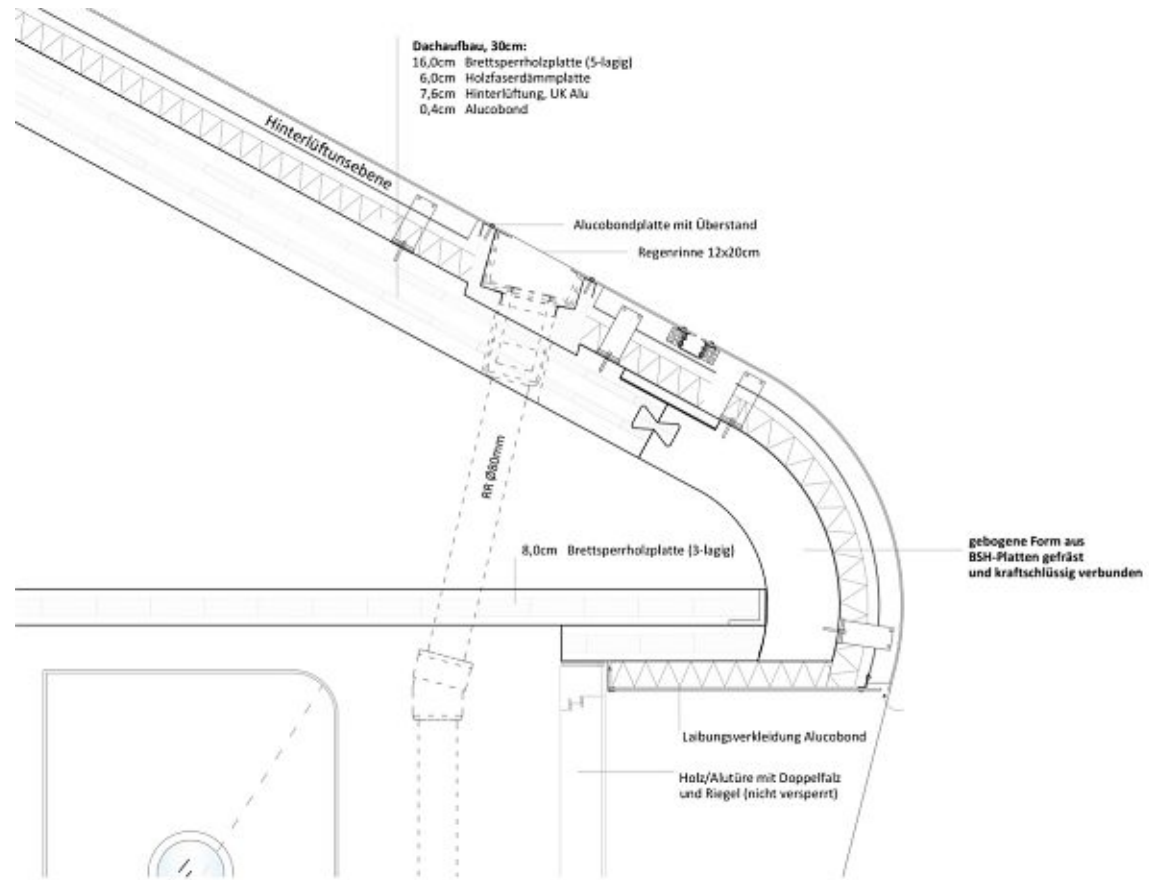 Dachaufbau, 30cm:
16,0cm Brettsperrholzplatte (5-lagig)
6,0cm Holzfaserdämmplatte
7,6cm Hinterlüftung, UK Alu
0,4cm Alucobond
Hinterlüftunsebene
Alucobondplatte mit Überstand
Regenrinne 12x20cm
RR Ø80mm
8,0cm Brettsperrholzplatte (3-lagig)
gebogene Form aus
BSH-Platten gefräst
und kraftschlüssig verbunden
Laibungsverkleidung Alucobond
Holz/Alutüre mit Doppelfalz
und Riegel (nicht versperrt)